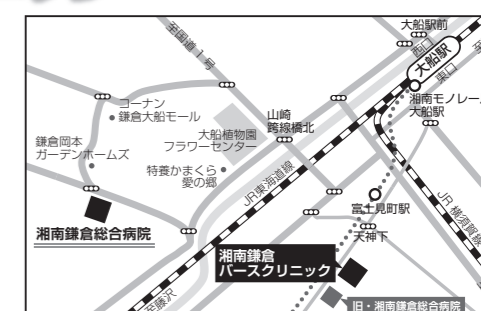 大船駅前
至国道1号
西口
大船駅
東口
至
コーナン
鎌倉大船モール
山崎
跨線橋北
湘南モノレール
大船駅
大船植物園
フラワーセンター
鎌倉岡本
ガーデンホームズ
特養かまくら
愛の郷
JR東海道線
JR横須賀線
富士見町駅
天神下
湘南鎌倉総合病院
湘南鎌倉
バースクリニック
至藤沢
旧・湘南鎌倉総合病院